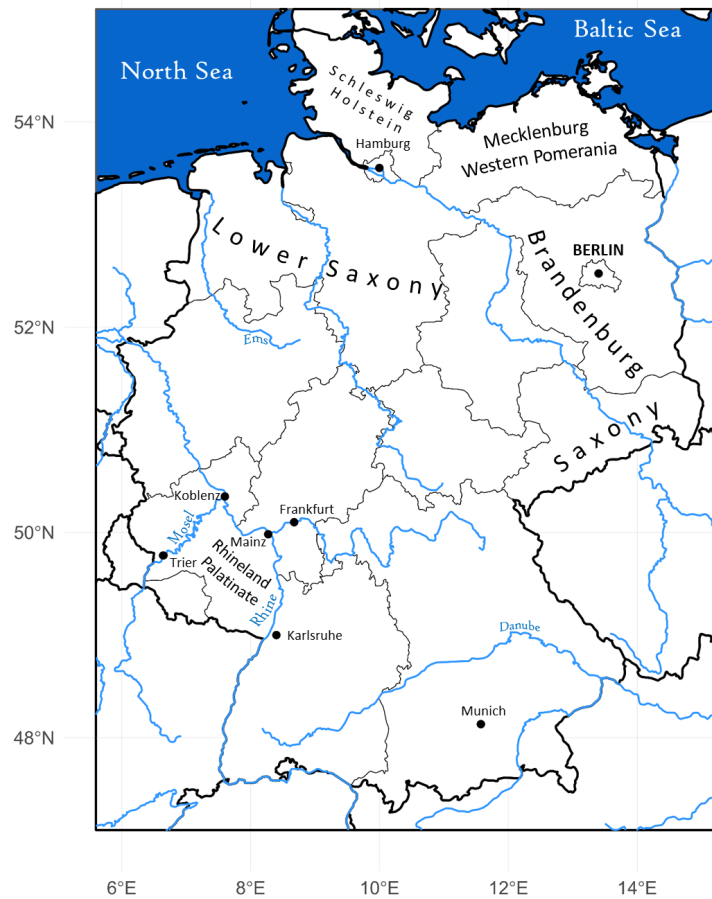 Baltic Sea
North Sea
Schleswig
Holstein
54°N
Mecklenburg
Western Pomerania
Hamburg
Lower Saxony
BERLIN
Brandenburg
52°N
Ems
Saxony
Koblenz
Frankfurt
Mosel
50°N
Mainz
Trier
Rhineland
Palatinate
Rhine
Karlsruhe
Danube
Munich
48°N
6°E 8°E 10°E 12°E 14°E